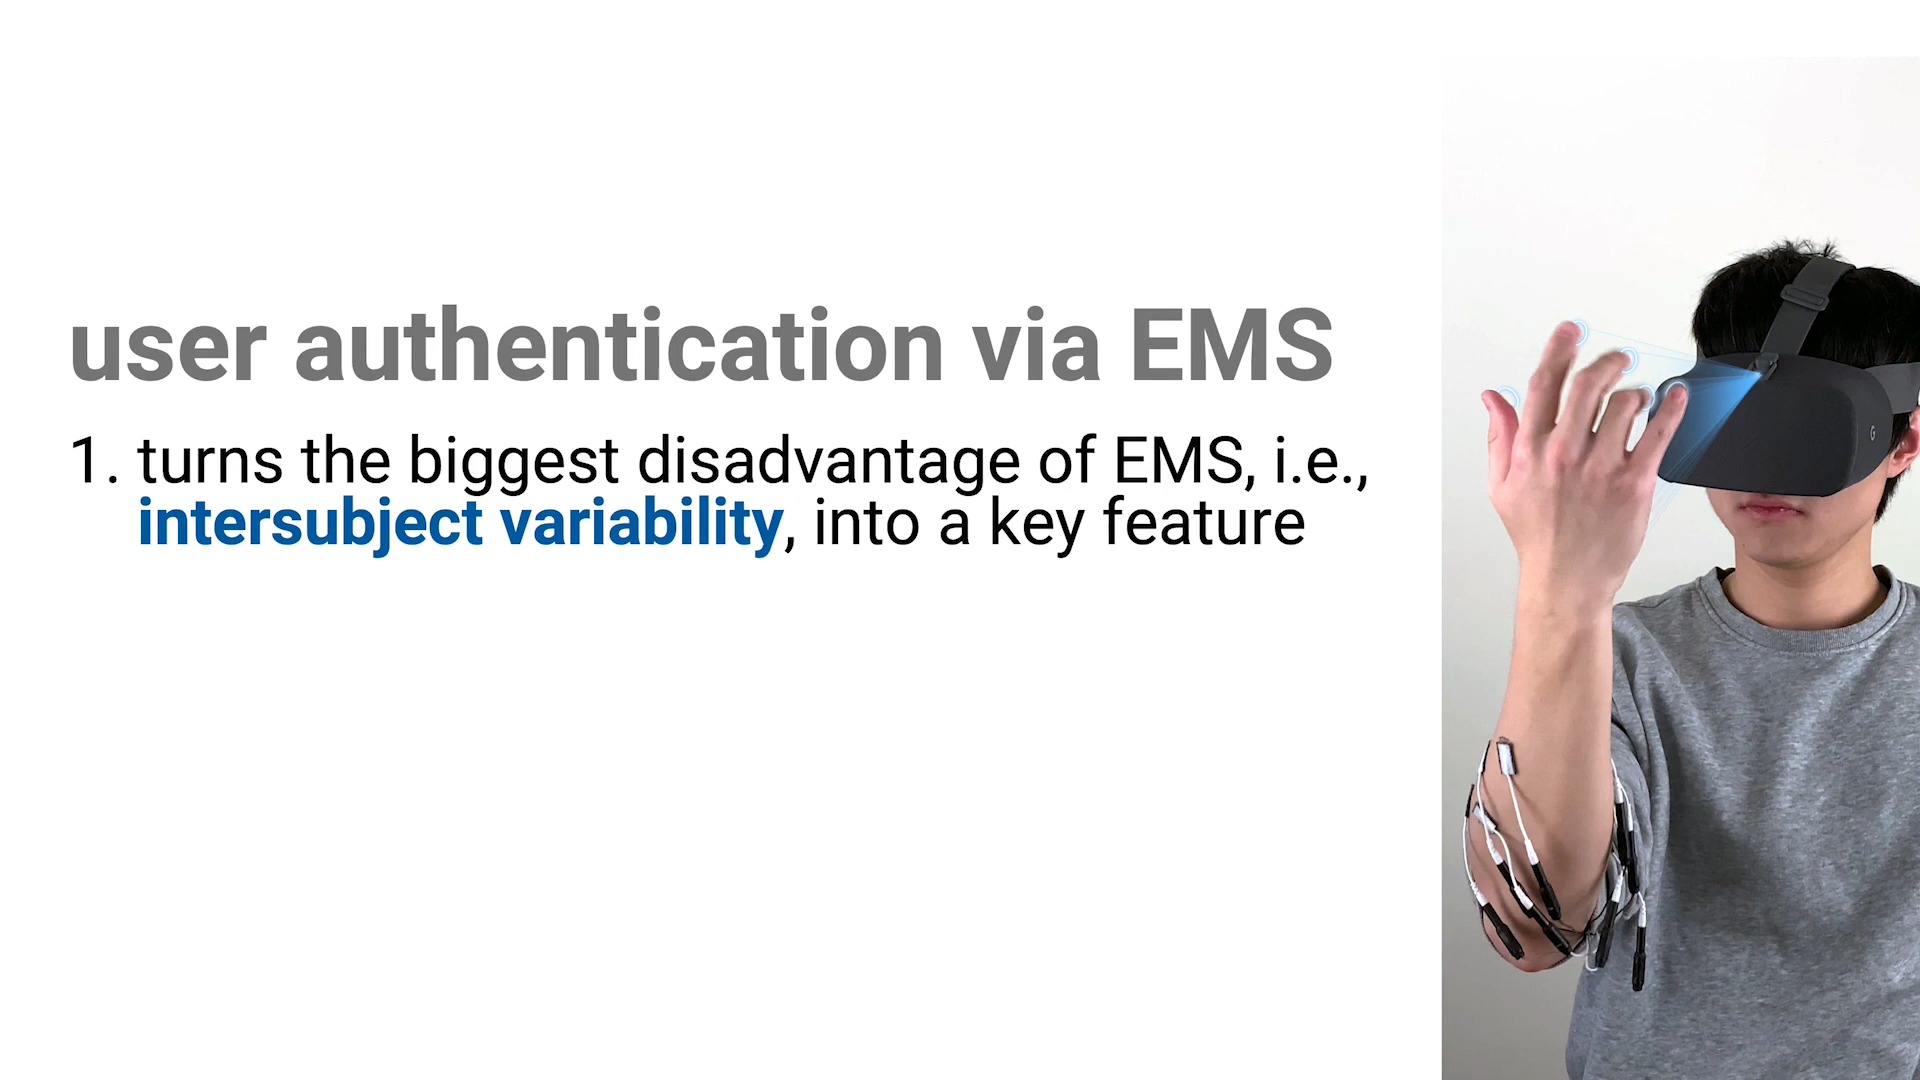 user authentication via EMS
1. turns the biggest disadvantage of EMS, i.e.,
intersubject variability, into a key feature